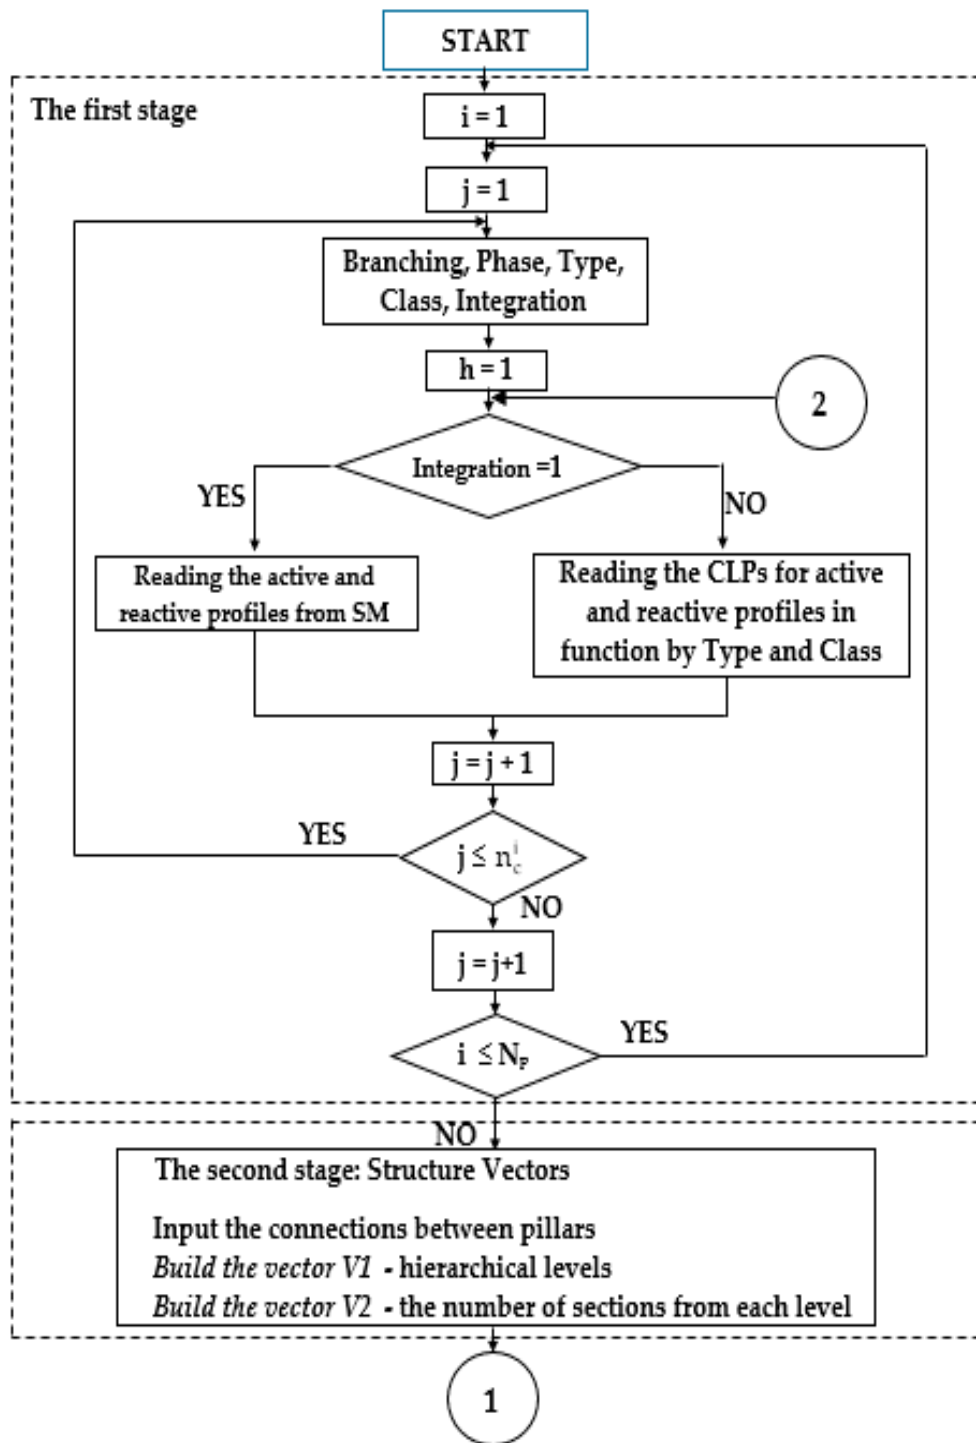 START
The first stage
i = 1
j = 1
Branching, Phase, Type,
Class, Integration
h = 1
2
Integration =1
YES
NO
Reading the active and
reactive profiles from SM
Reading the CLPs for active
and reactive profiles in
function by Type and Class
j = j + 1
YES
j ≤ n_c^i
NO
j = j+1
YES
i ≤ N_P
NO
The second stage: Structure Vectors
Input the connections between pillars
Build the vector V1 - hierarchical levels
Build the vector V2 - the number of sections from each level
1